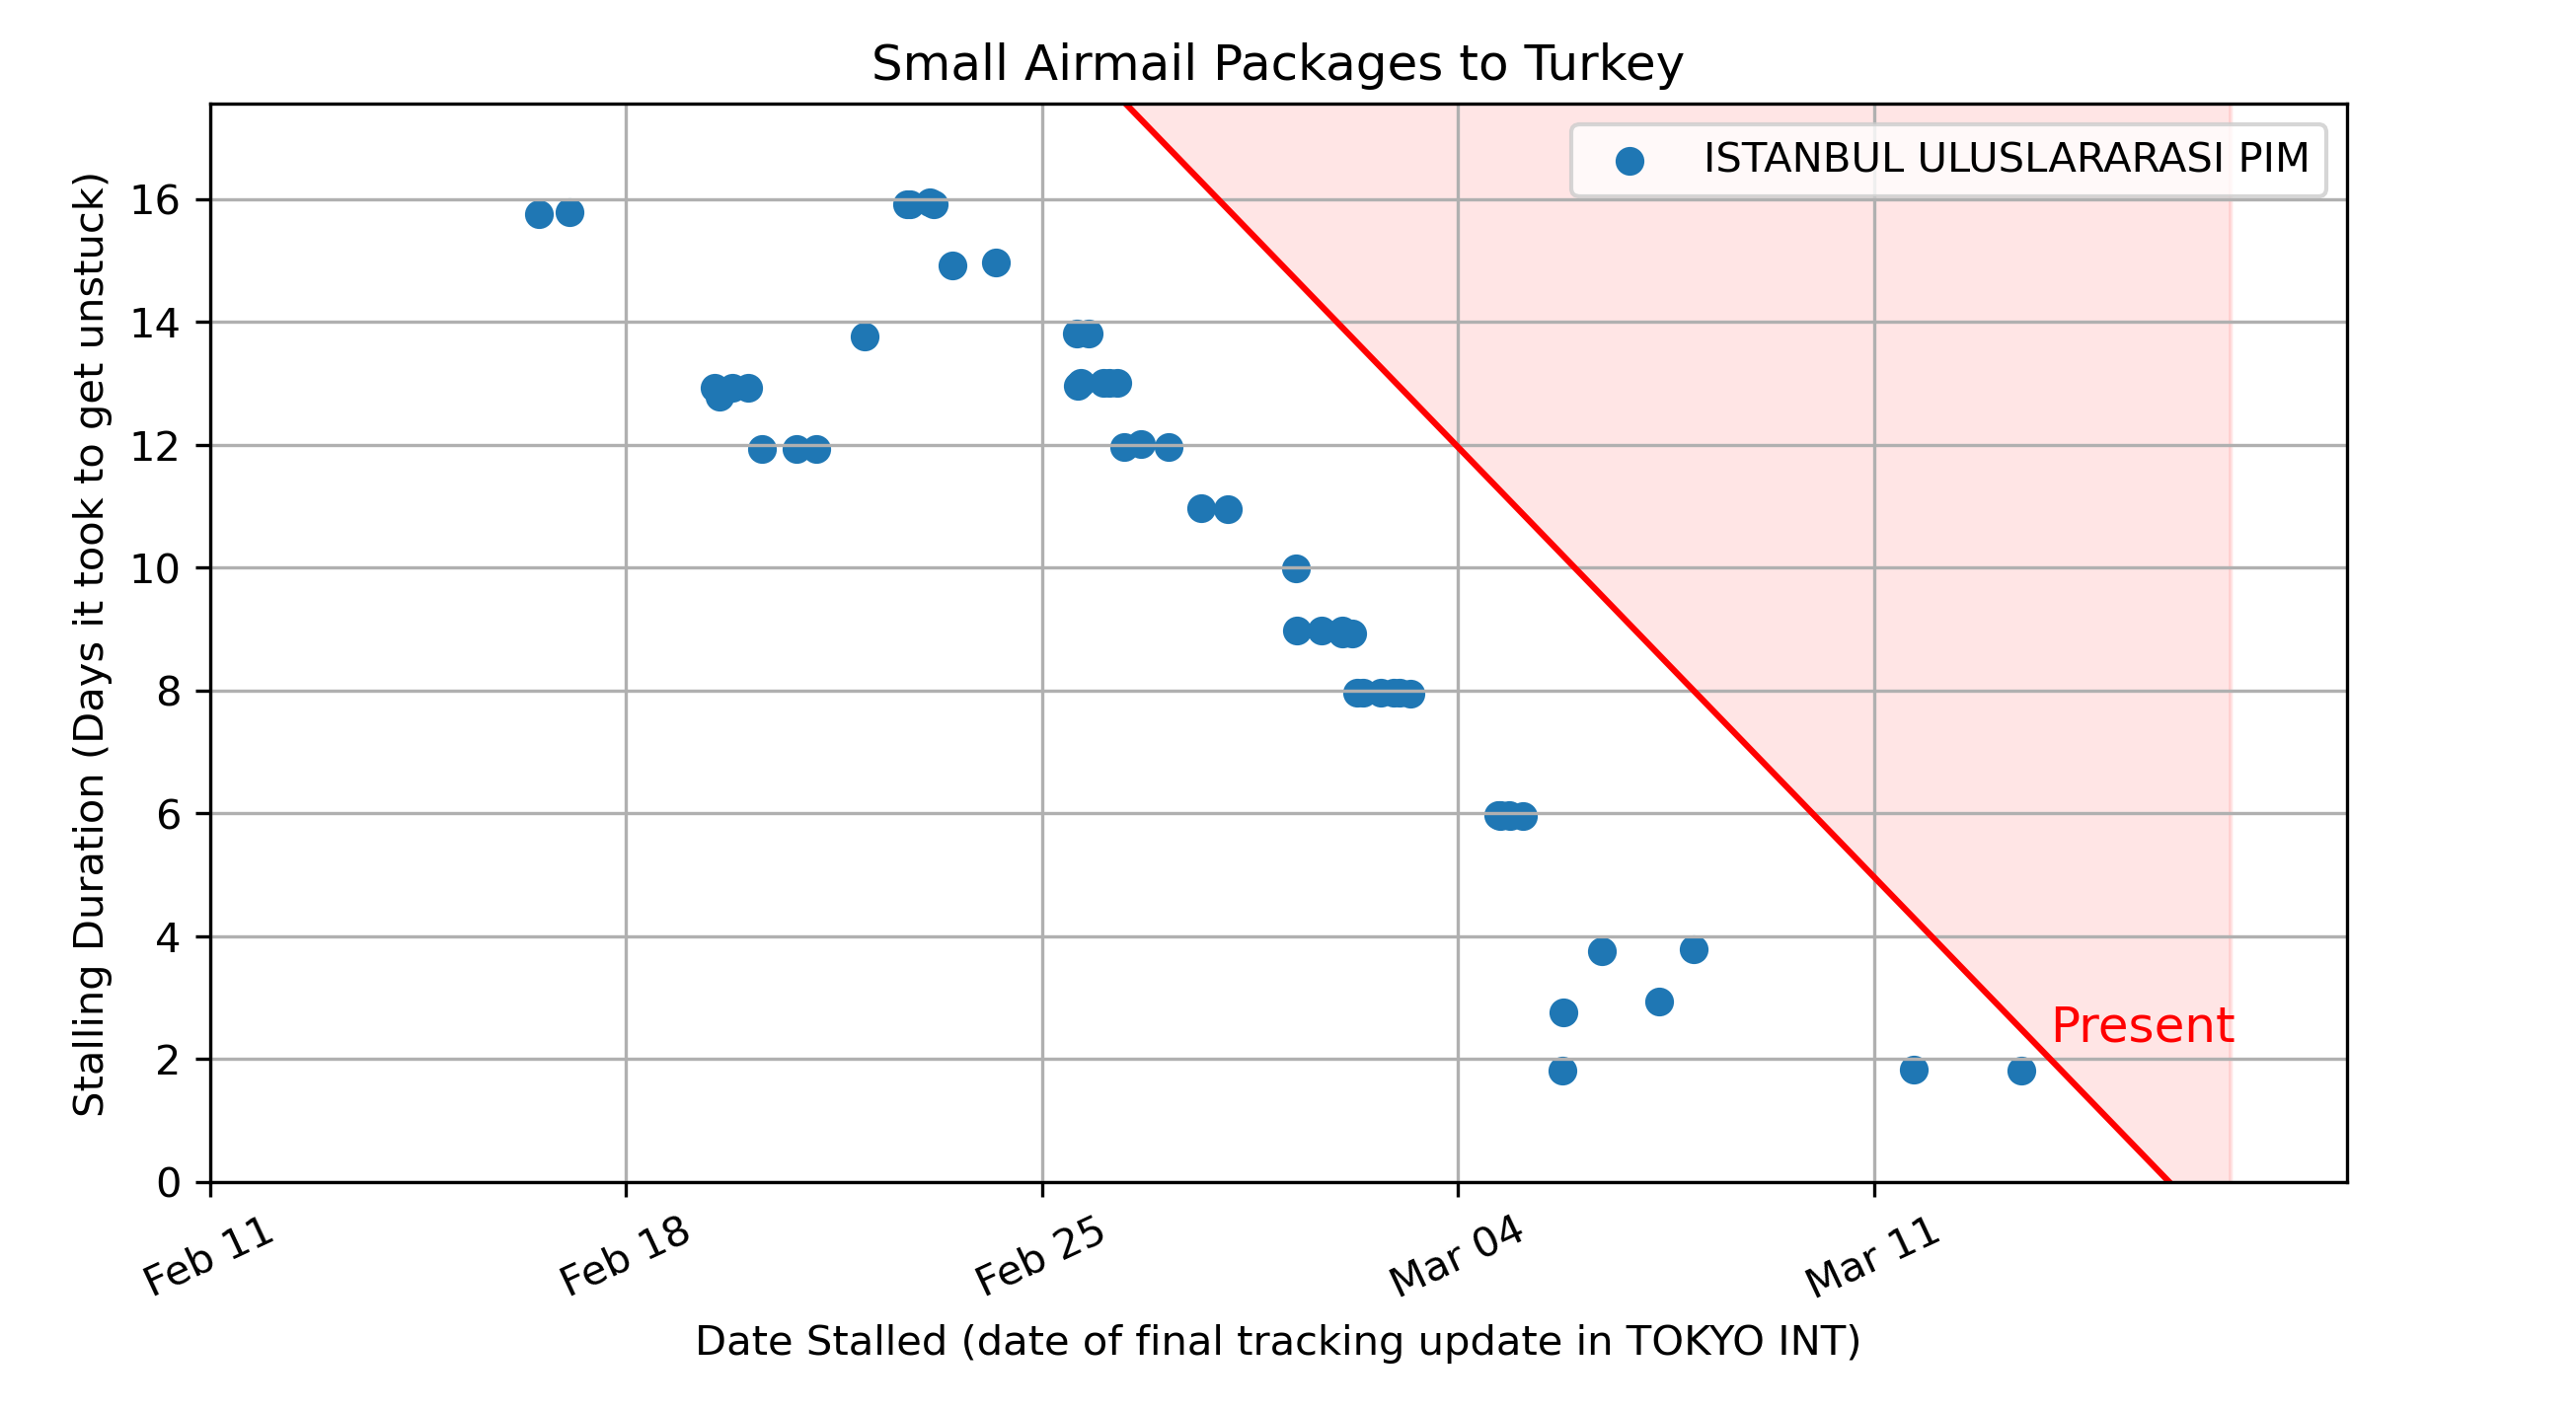 Small Airmail Packages to Turkey
ISTANBUL ULUSLARARASI PIM
Stalling Duration (Days it took to get unstuck)
16
14
12
10
8
6
4
2
0
Present
Feb 11
Feb 18
Feb 25
Mar 04
Mar 11
Date Stalled (date of final tracking update in TOKYO INT)